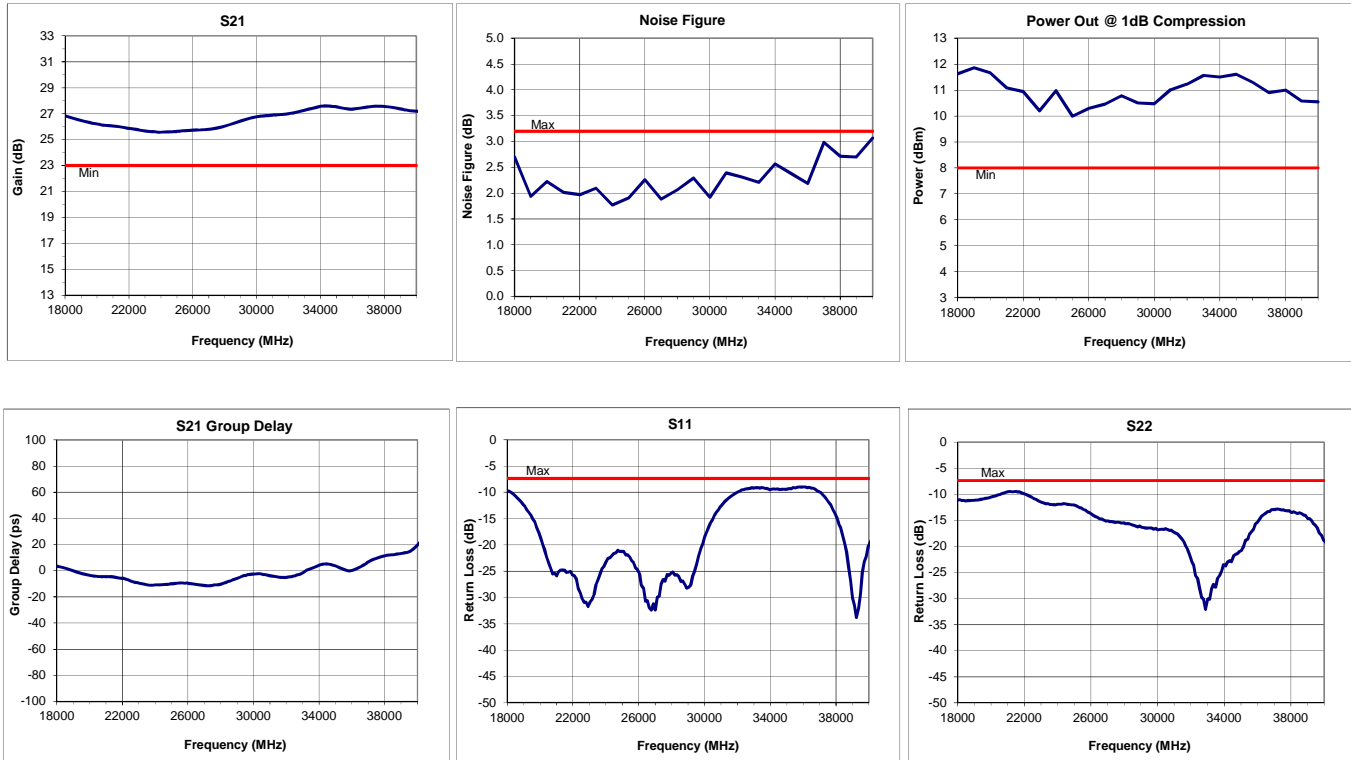 S21
33
31
29
27
25
23
21
19
17
15
13
Gain (dB)
Min
18000 22000 26000 30000 34000 38000
Frequency (MHz)
Noise Figure
5.0
4.5
4.0
3.5
3.0
2.5
2.0
1.5
1.0
0.5
0.0
Noise Figure (dB)
Max
18000 22000 26000 30000 34000 38000
Frequency (MHz)
Power Out @ 1dB Compression
13
12
11
10
9
8
7
6
5
4
3
Power (dBm)
Min
18000 22000 26000 30000 34000 38000
Frequency (MHz)
S21 Group Delay
100
80
60
40
20
0
-20
-40
-60
-80
-100
Group Delay (ps)
18000 22000 26000 30000 34000 38000
Frequency (MHz)
S11
0
-5
-10
-15
-20
-25
-30
-35
-40
-45
-50
Return Loss (dB)
Max
18000 22000 26000 30000 34000 38000
Frequency (MHz)
S22
0
-5
-10
-15
-20
-25
-30
-35
-40
-45
-50
Return Loss (dB)
Max
18000 22000 26000 30000 34000 38000
Frequency (MHz)